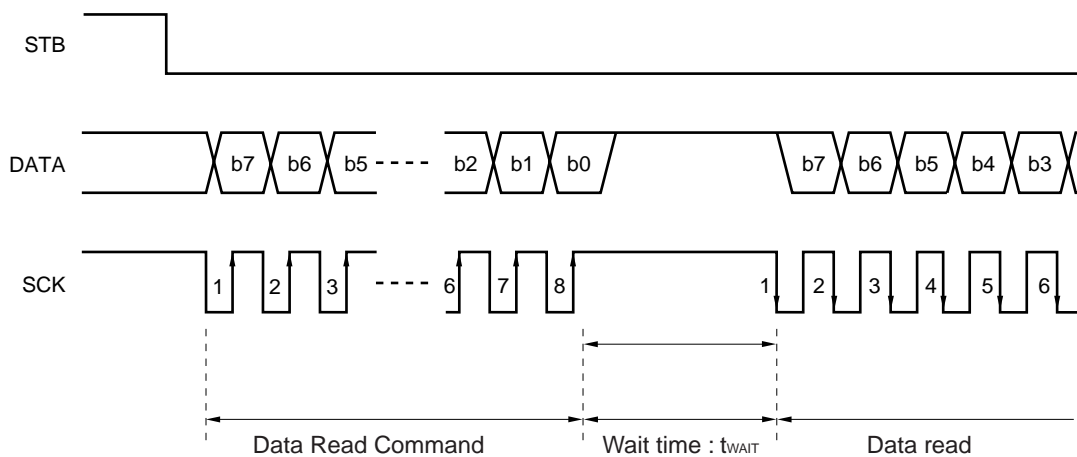 STB
DATA b7 b6 b5 b2 b1 b0 b7 b6 b5 b4 b3
SCK 1 2 3 6 7 8 1 2 3 4 5 6
Data Read Command Wait time : tWAIT Data read